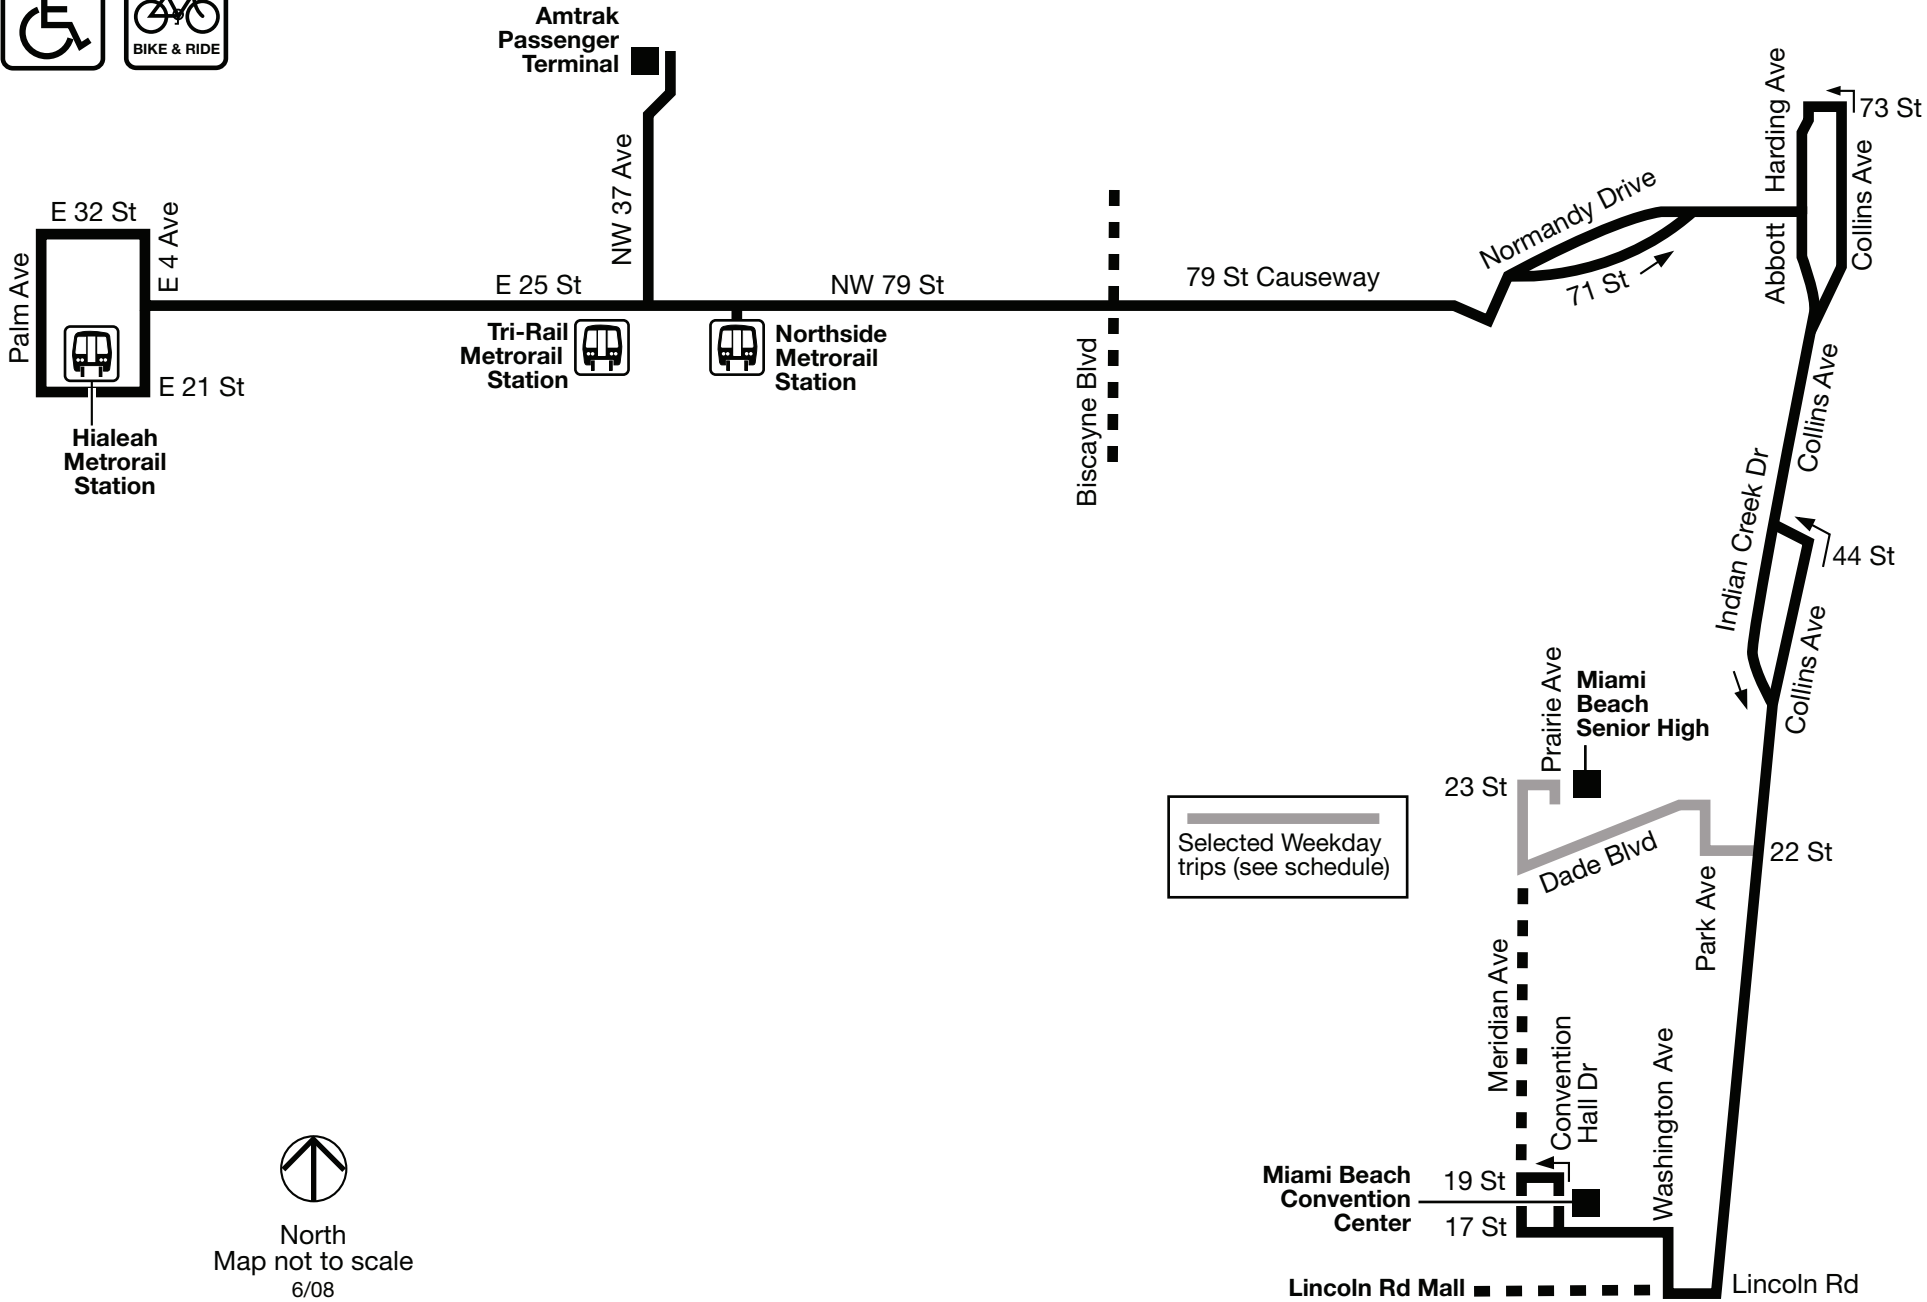 BIKE & RIDE
Amtrak
Passenger
Terminal
Harding Ave
73 St
Collins Ave
Abbott
NW 37 Ave
Normandy Drive
71 St
E 32 St
E 4 Ave
Palm Ave
E 21 St
E 25 St
NW 79 St
79 St Causeway
Tri-Rail
Metrorail
Station
Northside
Metrorail
Station
Hialeah
Metrorail
Station
Biscayne Blvd
Collins Ave
Indian Creek Dr
44 St
Collins Ave
Prairie Ave
Miami
Beach
Senior High
23 St
Selected Weekday
trips (see schedule)
Dade Blvd
22 St
Park Ave
Meridian Ave
Convention
Hall Dr
Washington Ave
Miami Beach
Convention
Center
19 St
17 St
Lincoln Rd Mall
Lincoln Rd
North
Map not to scale
6/08